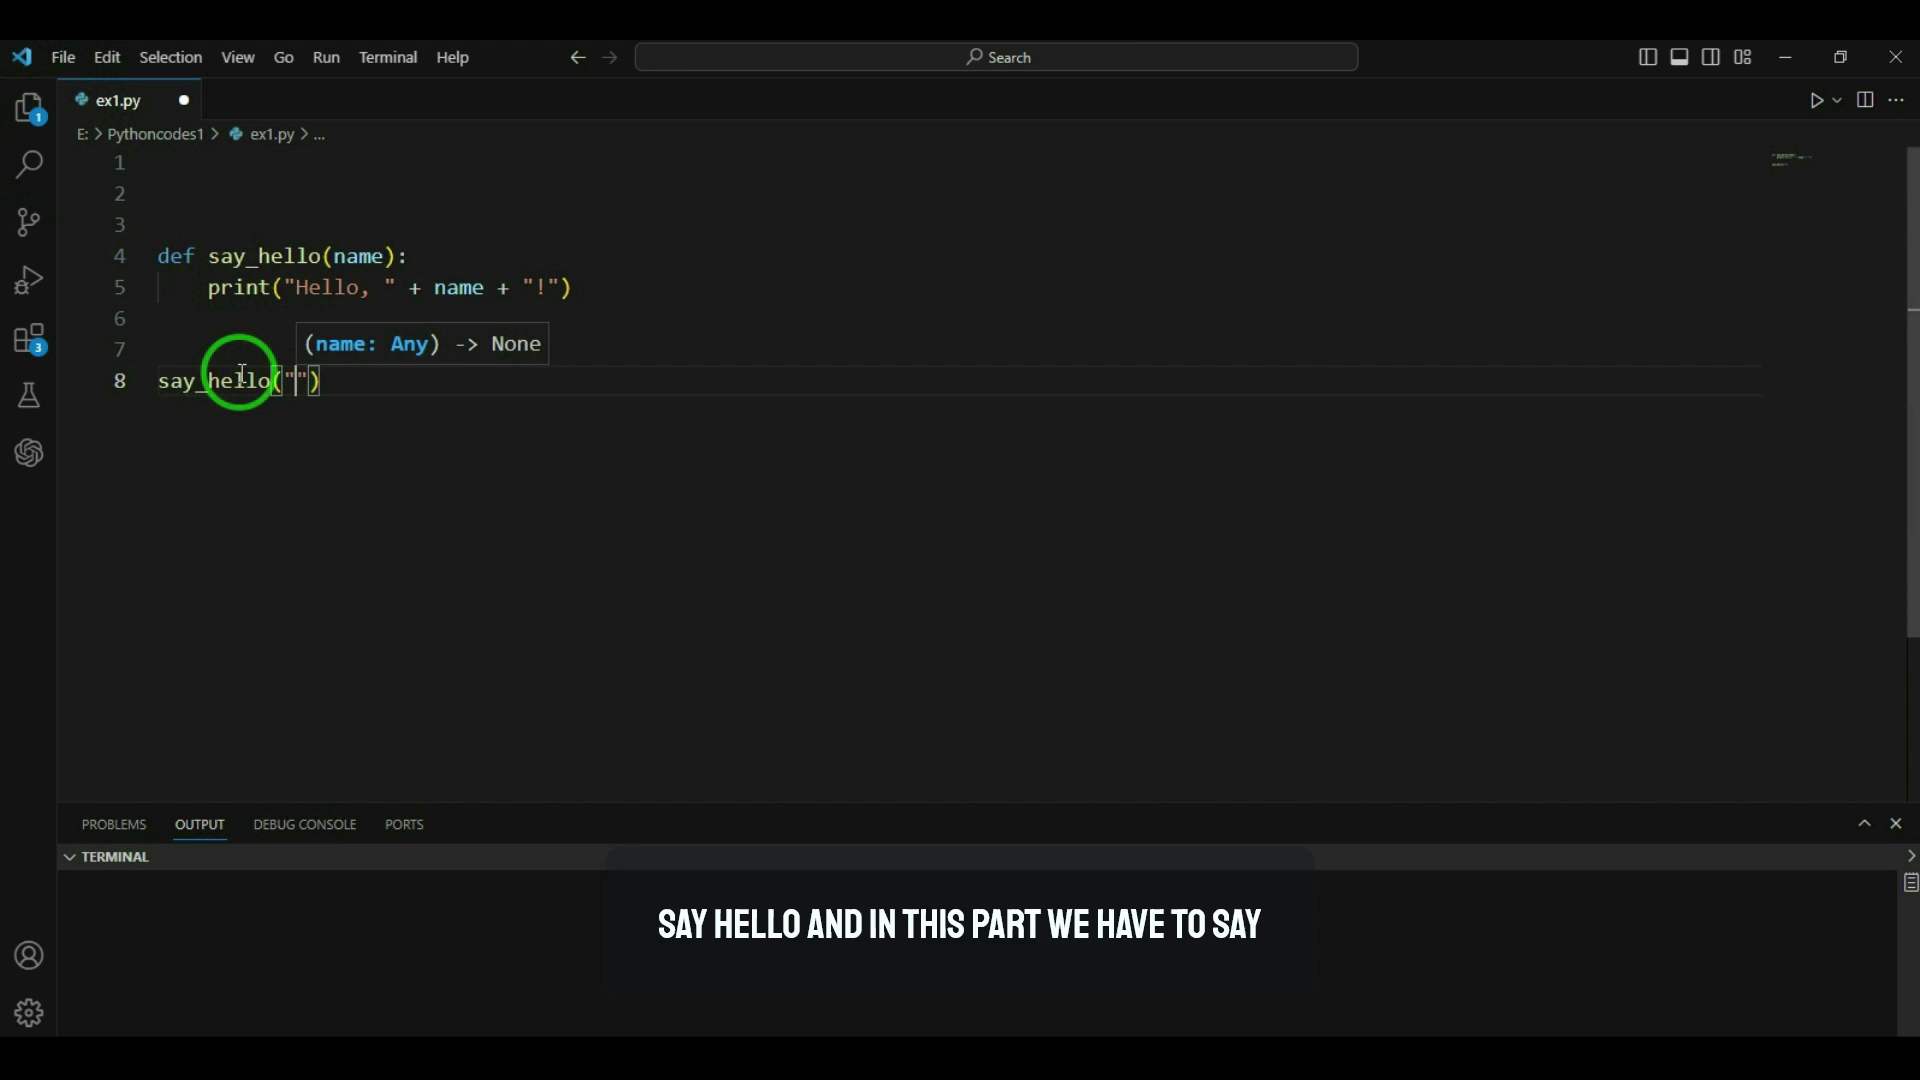 File Edit Selection View Go Run Terminal Help Search
ex1.py
1
E: > Pythoncodes1 > ex1.py > ...
1
2
3
4 def say_hello(name):
5 print("Hello, " + name + "!")
6
(name: Any) -> None
7
3
8 say_hello("")
PROBLEMS OUTPUT DEBUG CONSOLE PORTS
TERMINAL
SAY HELLO AND IN THIS PART WE HAVE TO SAY